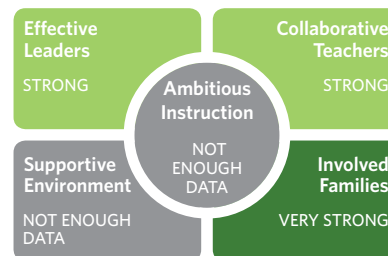 Effective
Leaders
STRONG
Collaborative
Teachers
STRONG
Ambitious
Instruction
NOT
ENOUGH
DATA
Supportive
Environment
NOT ENOUGH
DATA
Involved
Families
VERY STRONG